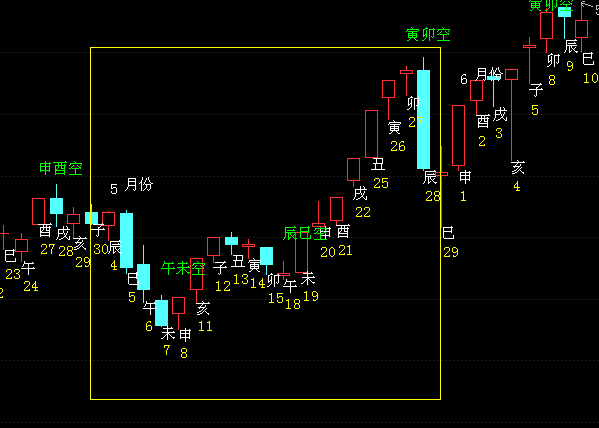 寅卯空
寅卯空
申酉空
辰巳空
午未空
5 月份
6 月份
巳
23
午
24
酉
27
戌
28
亥
29
子
30
辰
4
巳
5
午
6
未
7
申
8
亥
11
子
12
丑
13
寅
14
卯
15
午
18
未
19
申
20
酉
21
戌
22
丑
25
寅
26
卯
辰
28
巳
29
申
1
酉
2
戌
3
亥
4
子
5
卯
8
辰
9
巳
10